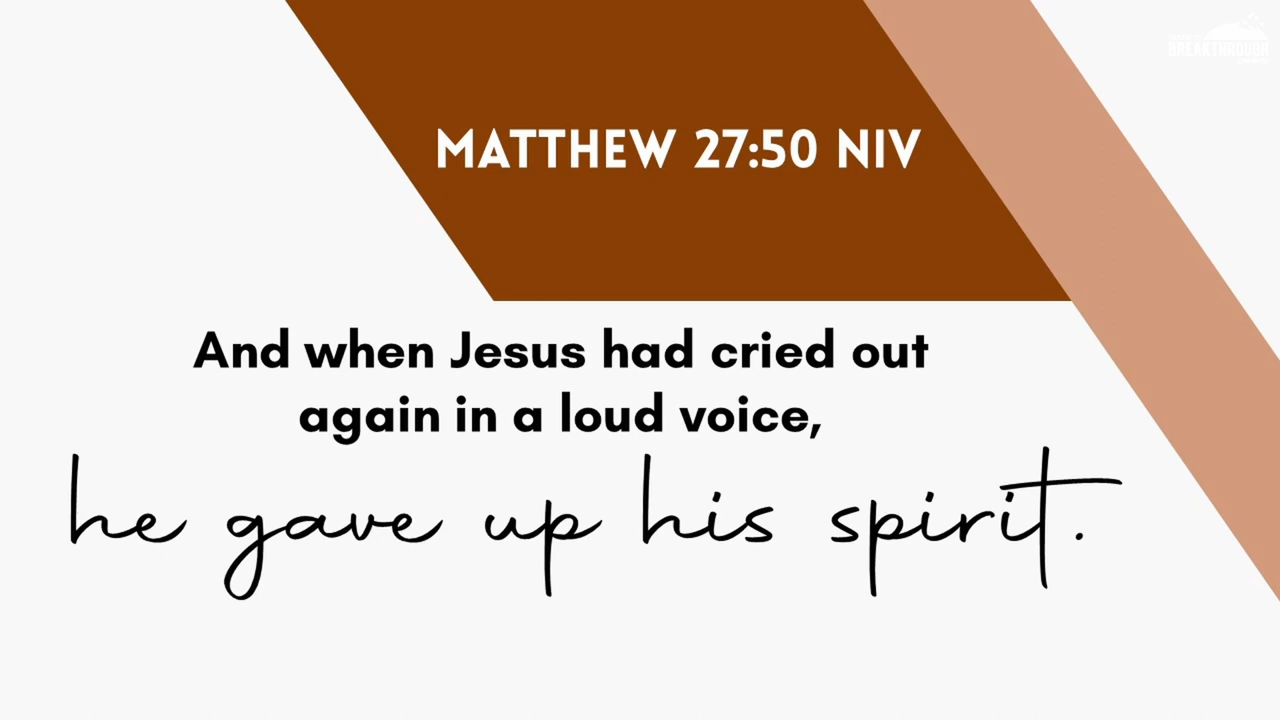 MATTHEW 27:50 NIV
And when Jesus had cried out
again in a loud voice,
he gave up his spirit.
BREAKTHROUGH